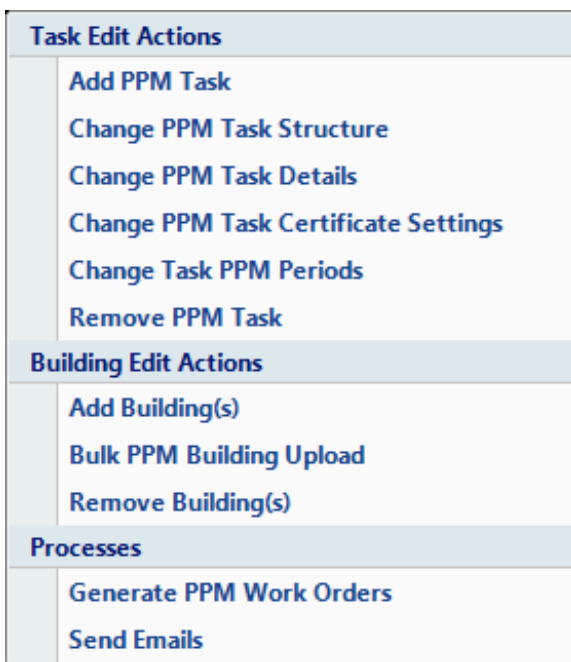 Task Edit Actions
Add PPM Task
Change PPM Task Structure
Change PPM Task Details
Change PPM Task Certificate Settings
Change Task PPM Periods
Remove PPM Task
Building Edit Actions
Add Building(s)
Bulk PPM Building Upload
Remove Building(s)
Processes
Generate PPM Work Orders
Send Emails